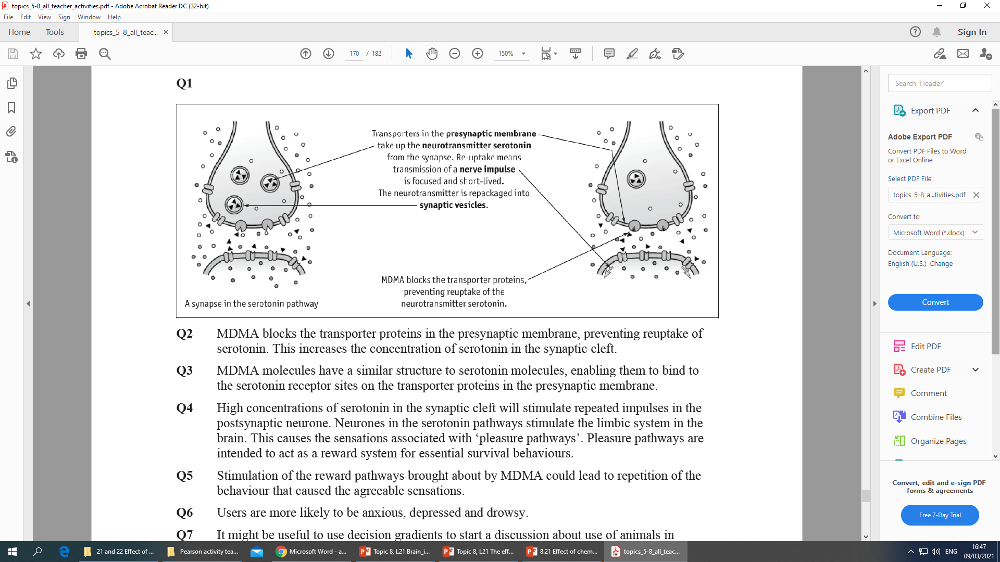 topics_5-8_all_teacher_activities.pdf - Adobe Acrobat Reader DC (32-bit)
File Edit View Sign Window Help
Home Tools topics_5-8_all_teac... × Sign In
170 / 182 150%
Q1
Transporters in the presynaptic membrane
take up the neurotransmitter serotonin
from the synapse. Re-uptake means
transmission of a nerve impulse
is focused and short-lived.
The neurotransmitter is repackaged into
synaptic vesicles.
MDMA blocks the transporter proteins,
preventing reuptake of the
neurotransmitter serotonin.
A synapse in the serotonin pathway
Q2 MDMA blocks the transporter proteins in the presynaptic membrane, preventing reuptake of
serotonin. This increases the concentration of serotonin in the synaptic cleft.
Q3 MDMA molecules have a similar structure to serotonin molecules, enabling them to bind to
the serotonin receptor sites on the transporter proteins in the presynaptic membrane.
Q4 High concentrations of serotonin in the synaptic cleft will stimulate repeated impulses in the
postsynaptic neurone. Neurones in the serotonin pathways stimulate the limbic system in the
brain. This causes the sensations associated with ‘pleasure pathways’. Pleasure pathways are
intended to act as a reward system for essential survival behaviours.
Q5 Stimulation of the reward pathways brought about by MDMA could lead to repetition of the
behaviour that caused the agreeable sensations.
Q6 Users are more likely to be anxious, depressed and drowsy.
Q7 It might be useful to use decision gradients to start a discussion about use of animals in
Search 'Header'
Export PDF
Adobe Export PDF
Convert PDF Files to Word
or Excel Online
Select PDF File
topics_5-8_a...tivities.pdf
Convert to
Microsoft Word (*.docx)
Document Language:
English (U.S.) Change
Convert
Edit PDF
Create PDF
Comment
Combine Files
Organize Pages
Convert, edit and e-sign PDF
forms & agreements
Free 7-Day Trial
21 and 22 Effect of ...
Pearson activity tea...
Microsoft Word - a...
Topic 8, L21 Brain_i...
Topic 8, L21 The eff...
8.21 Effect of chem...
topics_5-8_all_teac...
ENG
16:47
09/03/2021